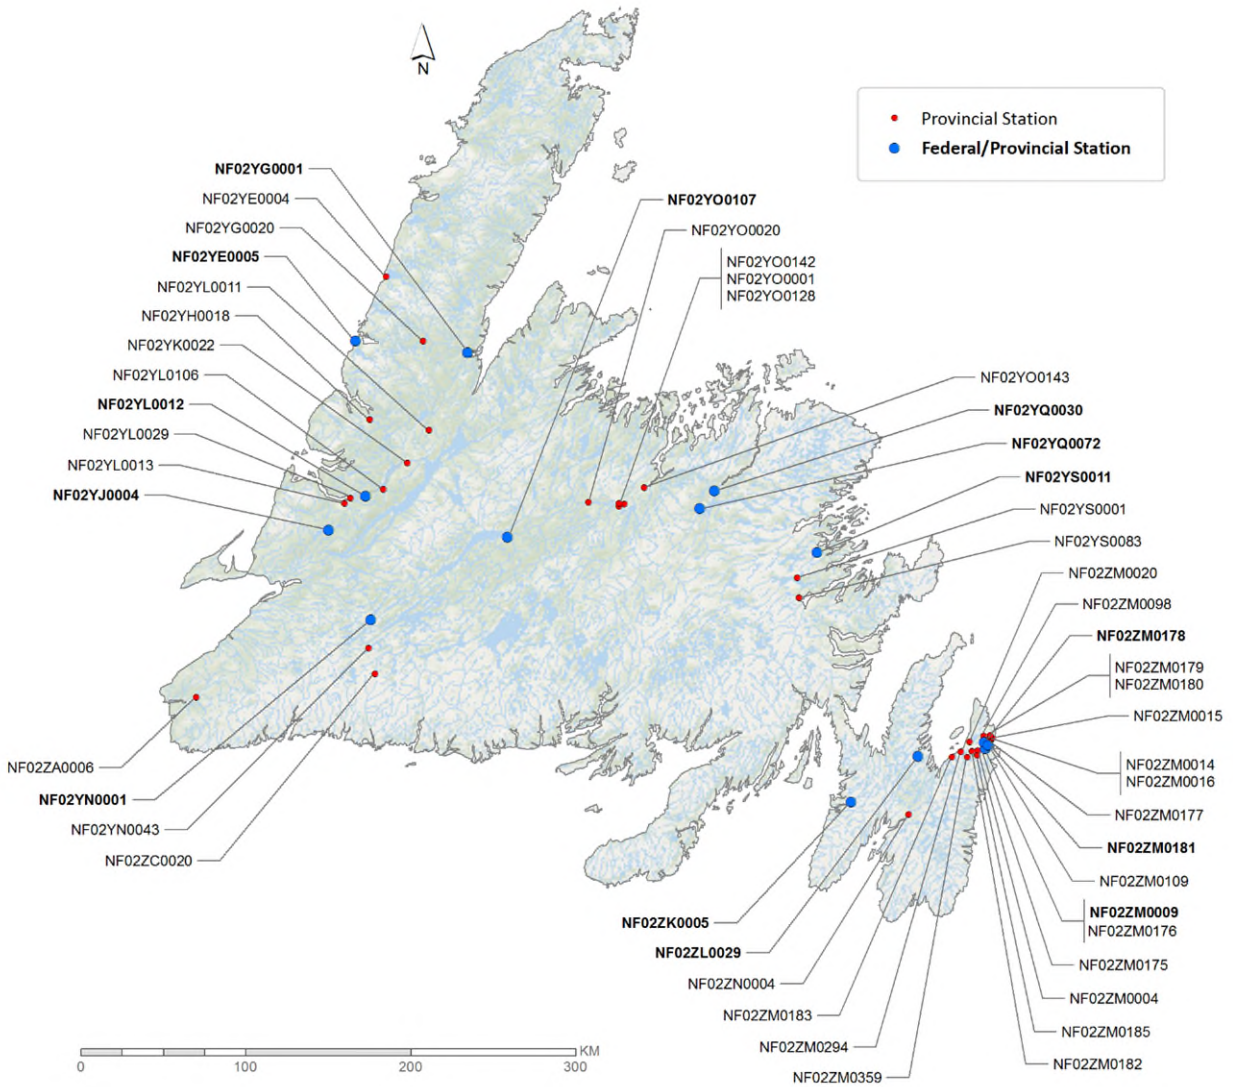 N
Provincial Station
Federal/Provincial Station
NF02YG0001
NF02YE0004
NF02YG0020
NF02YE0005
NF02YL0011
NF02YH0018
NF02YK0022
NF02YL0106
NF02YL0012
NF02YL0029
NF02YL0013
NF02YJ0004
NF02YO0107
NF02YO0020
NF02YO0142
NF02YO0001
NF02YO0128
NF02YO0143
NF02YQ0030
NF02YQ0072
NF02YS0011
NF02YS0001
NF02YS0083
NF02ZM0020
NF02ZM0098
NF02ZM0178
NF02ZM0179
NF02ZM0180
NF02ZM0015
NF02ZM0014
NF02ZM0016
NF02ZM0177
NF02ZM0181
NF02ZM0109
NF02ZM0009
NF02ZM0176
NF02ZM0175
NF02ZM0004
NF02ZM0185
NF02ZM0182
NF02ZA0006
NF02YN0001
NF02YN0043
NF02ZC0020
NF02ZK0005
NF02ZL0029
NF02ZN0004
NF02ZM0183
NF02ZM0294
NF02ZM0359
KM
0 100 200 300